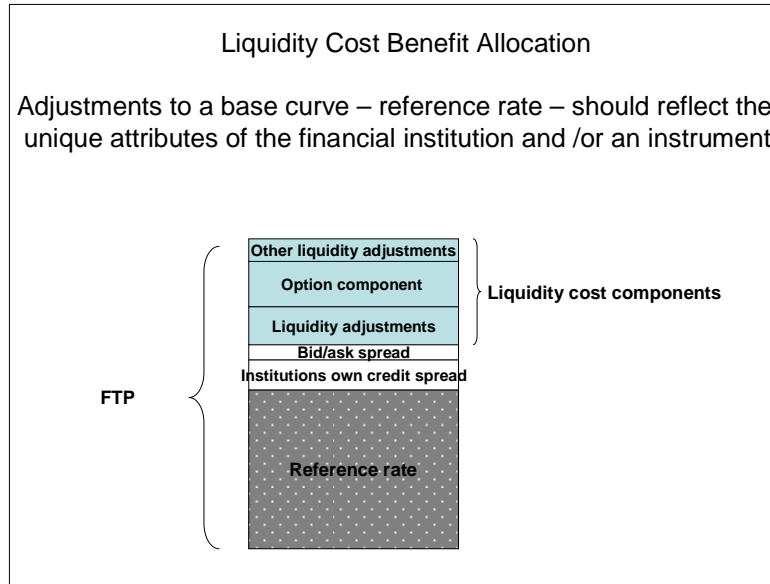 Liquidity Cost Benefit Allocation
Adjustments to a base curve – reference rate – should reflect the
unique attributes of the financial institution and /or an instrument
Other liquidity adjustments
Option component
Liquidity cost components
Liquidity adjustments
Bid/ask spread
Institutions own credit spread
FTP
Reference rate